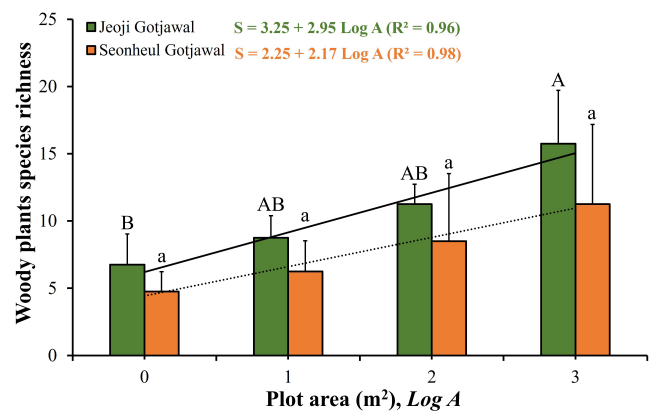 Jeoji Gotjawal S = 3.25 + 2.95 Log A (R² = 0.96)
Seonheul Gotjawal S = 2.25 + 2.17 Log A (R² = 0.98)
Woody plants species richness
25
20
15
10
5
0
B a AB a AB a A a
0 1 2 3
Plot area (m²), Log A